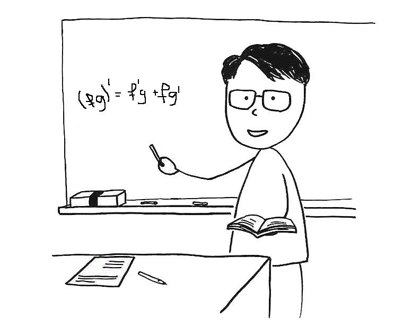 (fg)' = f'g + fg'